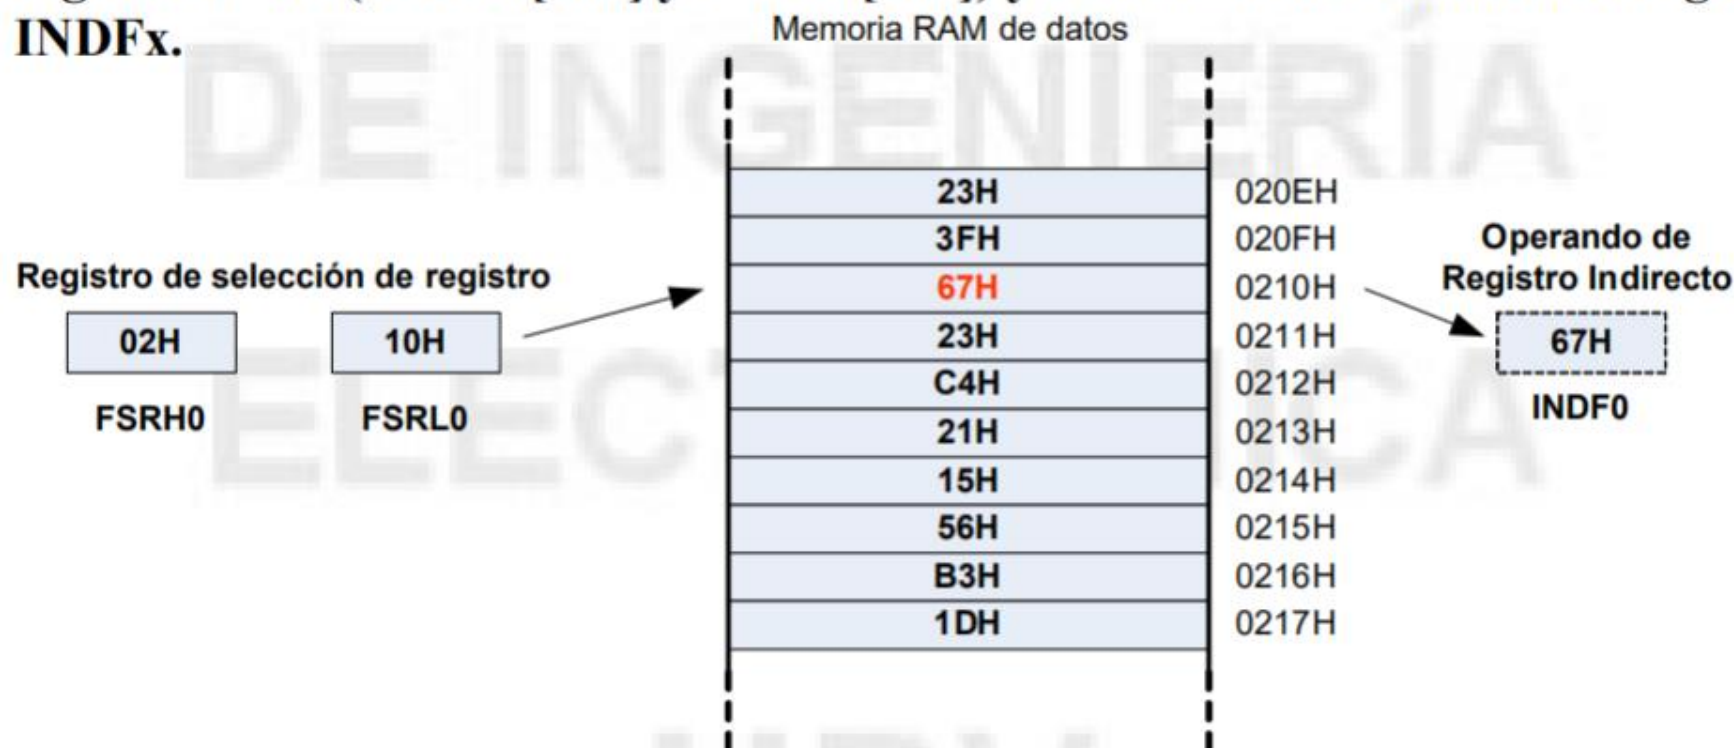 INDFx.
Memoria RAM de datos
DE INGENIERÍA
23H 020EH
3FH 020FH
Operando de
Registro de selección de registro
67H 0210H
Registro Indirecto
02H
10H
23H 0211H
67H
C4H 0212H
FSRH0
FSRL0
INDF0
21H 0213H
15H 0214H
56H 0215H
B3H 0216H
1DH 0217H